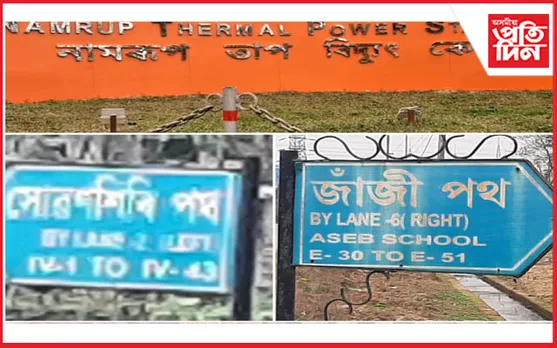 অসমীয়া
প্ৰতি
দিন
NAMRUP THERMAL POWER STA
নামৰূপ তাপ বিদ্যুৎ কে
সোৱণশিৰি পথ
BY LANE -2 (LEFT)
IV-1 TO IV-43
জাঁজী পথ
BY LANE -6( RIGHT)
ASEB SCHOOL
E- 30 TO E- 51